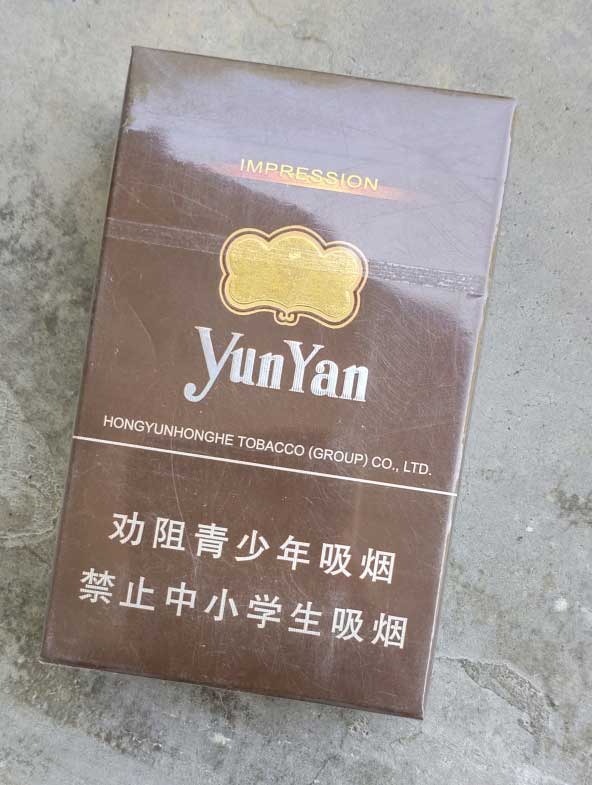 IMPRESSION
YunYan
HONGYUNHONGHE TOBACCO (GROUP) CO., LTD.
劝阻青少年吸烟
禁止中小学生吸烟